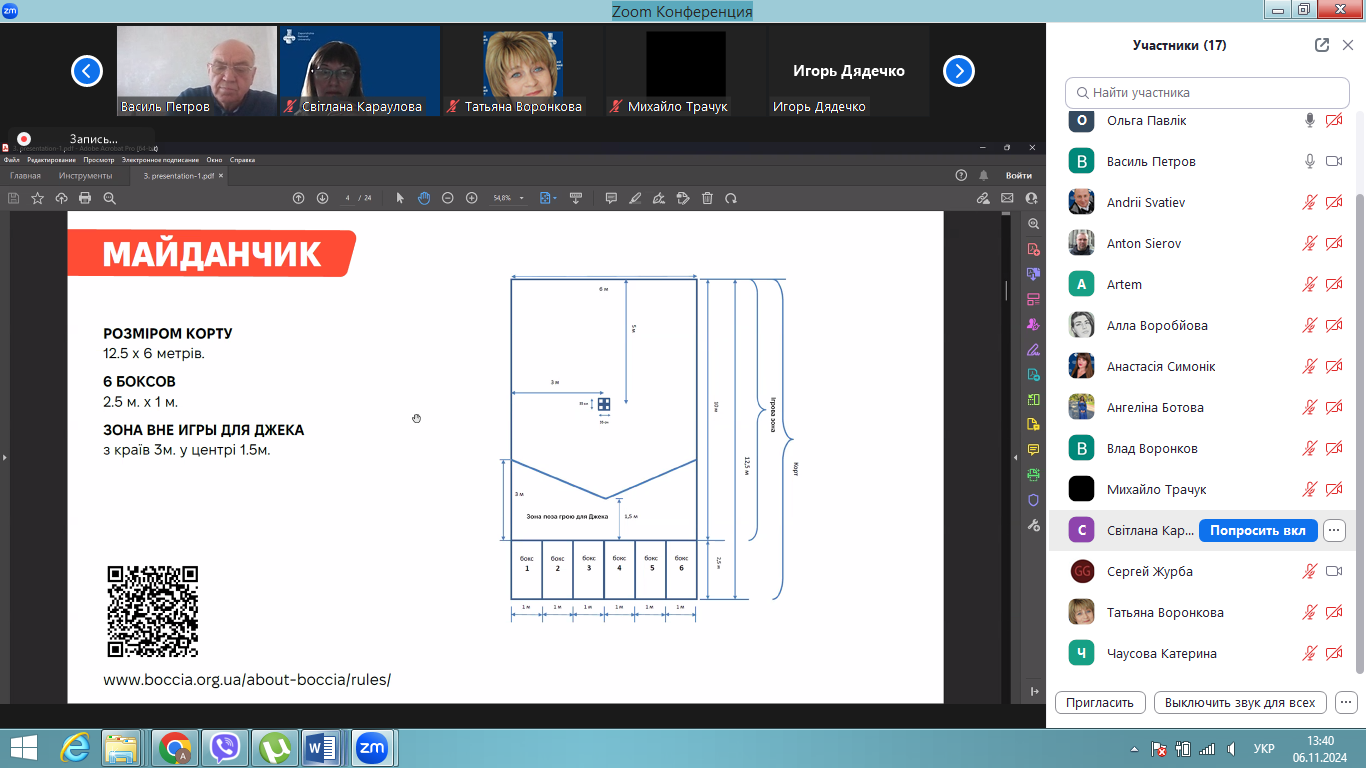 Zoom Конференция
Игорь Дядечко
Василь Петров
Світлана Караулова
Татьяна Воронкова
Михайло Трачук
Игорь Дядечко
Запись...
Файл Редактирование Просмотр Электронное подписание Окно Справка
Главная Инструменты 3. presentation-1.pdf × Войти
4 / 24 54,8%
МАЙДАНЧИК
РОЗМІРОМ КОРТУ
12.5 x 6 метрів.
6 БОКСОВ
2.5 м. x 1 м.
ЗОНА ВНЕ ИГРЫ ДЛЯ ДЖЕКА
з країв 3м. у центрі 1.5м.
www.boccia.org.ua/about-boccia/rules/
6 м
5 м
3 м
10 м
12,5 м
Ігрова зона
Корт
3 м
Зона поза грою для Джека
1,5 м
бокс 1
бокс 2
бокс 3
бокс 4
бокс 5
бокс 6
2,5 м
1 м 1 м 1 м 1 м 1 м 1 м
Участники (17)
Найти участника
О Ольга Павлік
В Василь Петров
Andrii Svatiev
Anton Sierov
A Artem
Алла Воробйова
Анастасія Симонік
Ангеліна Ботова
В Влад Воронков
Михайло Трачук
С Світлана Кар... Попросить вкл
GG Сергей Журба
Татьяна Воронкова
Ч Чаусова Катерина
Пригласить Выключить звук для всех
zm УКР 13:40
06.11.2024